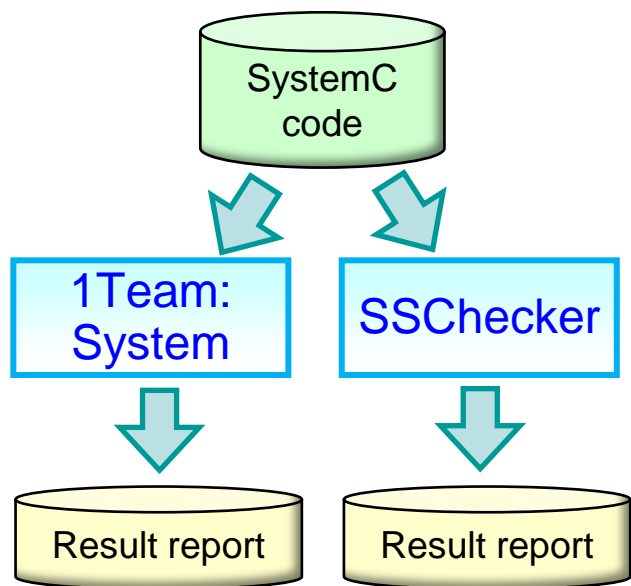 SystemC
code
1Team:
System
SSChecker
Result report
Result report